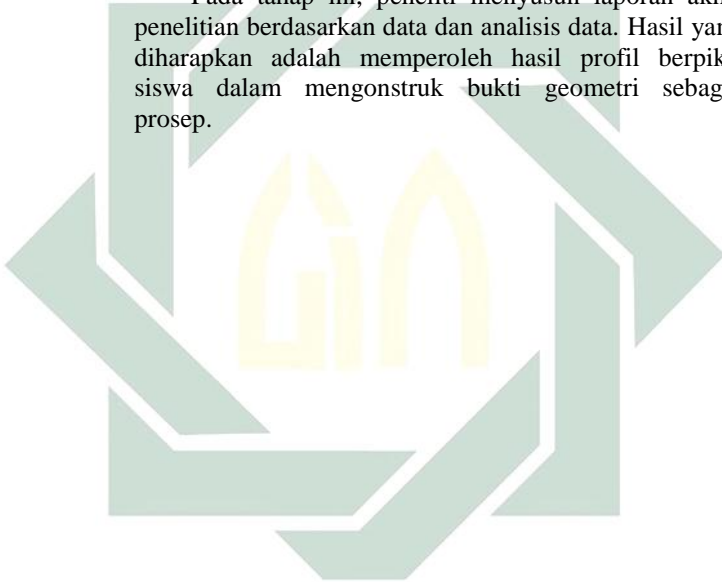 Pada tahap ini, peneliti menyusun laporan akh
penelitian berdasarkan data dan analisis data. Hasil yan
diharapkan adalah memperoleh hasil profil berpik
siswa dalam mengonstruk bukti geometri sebag
prosep.